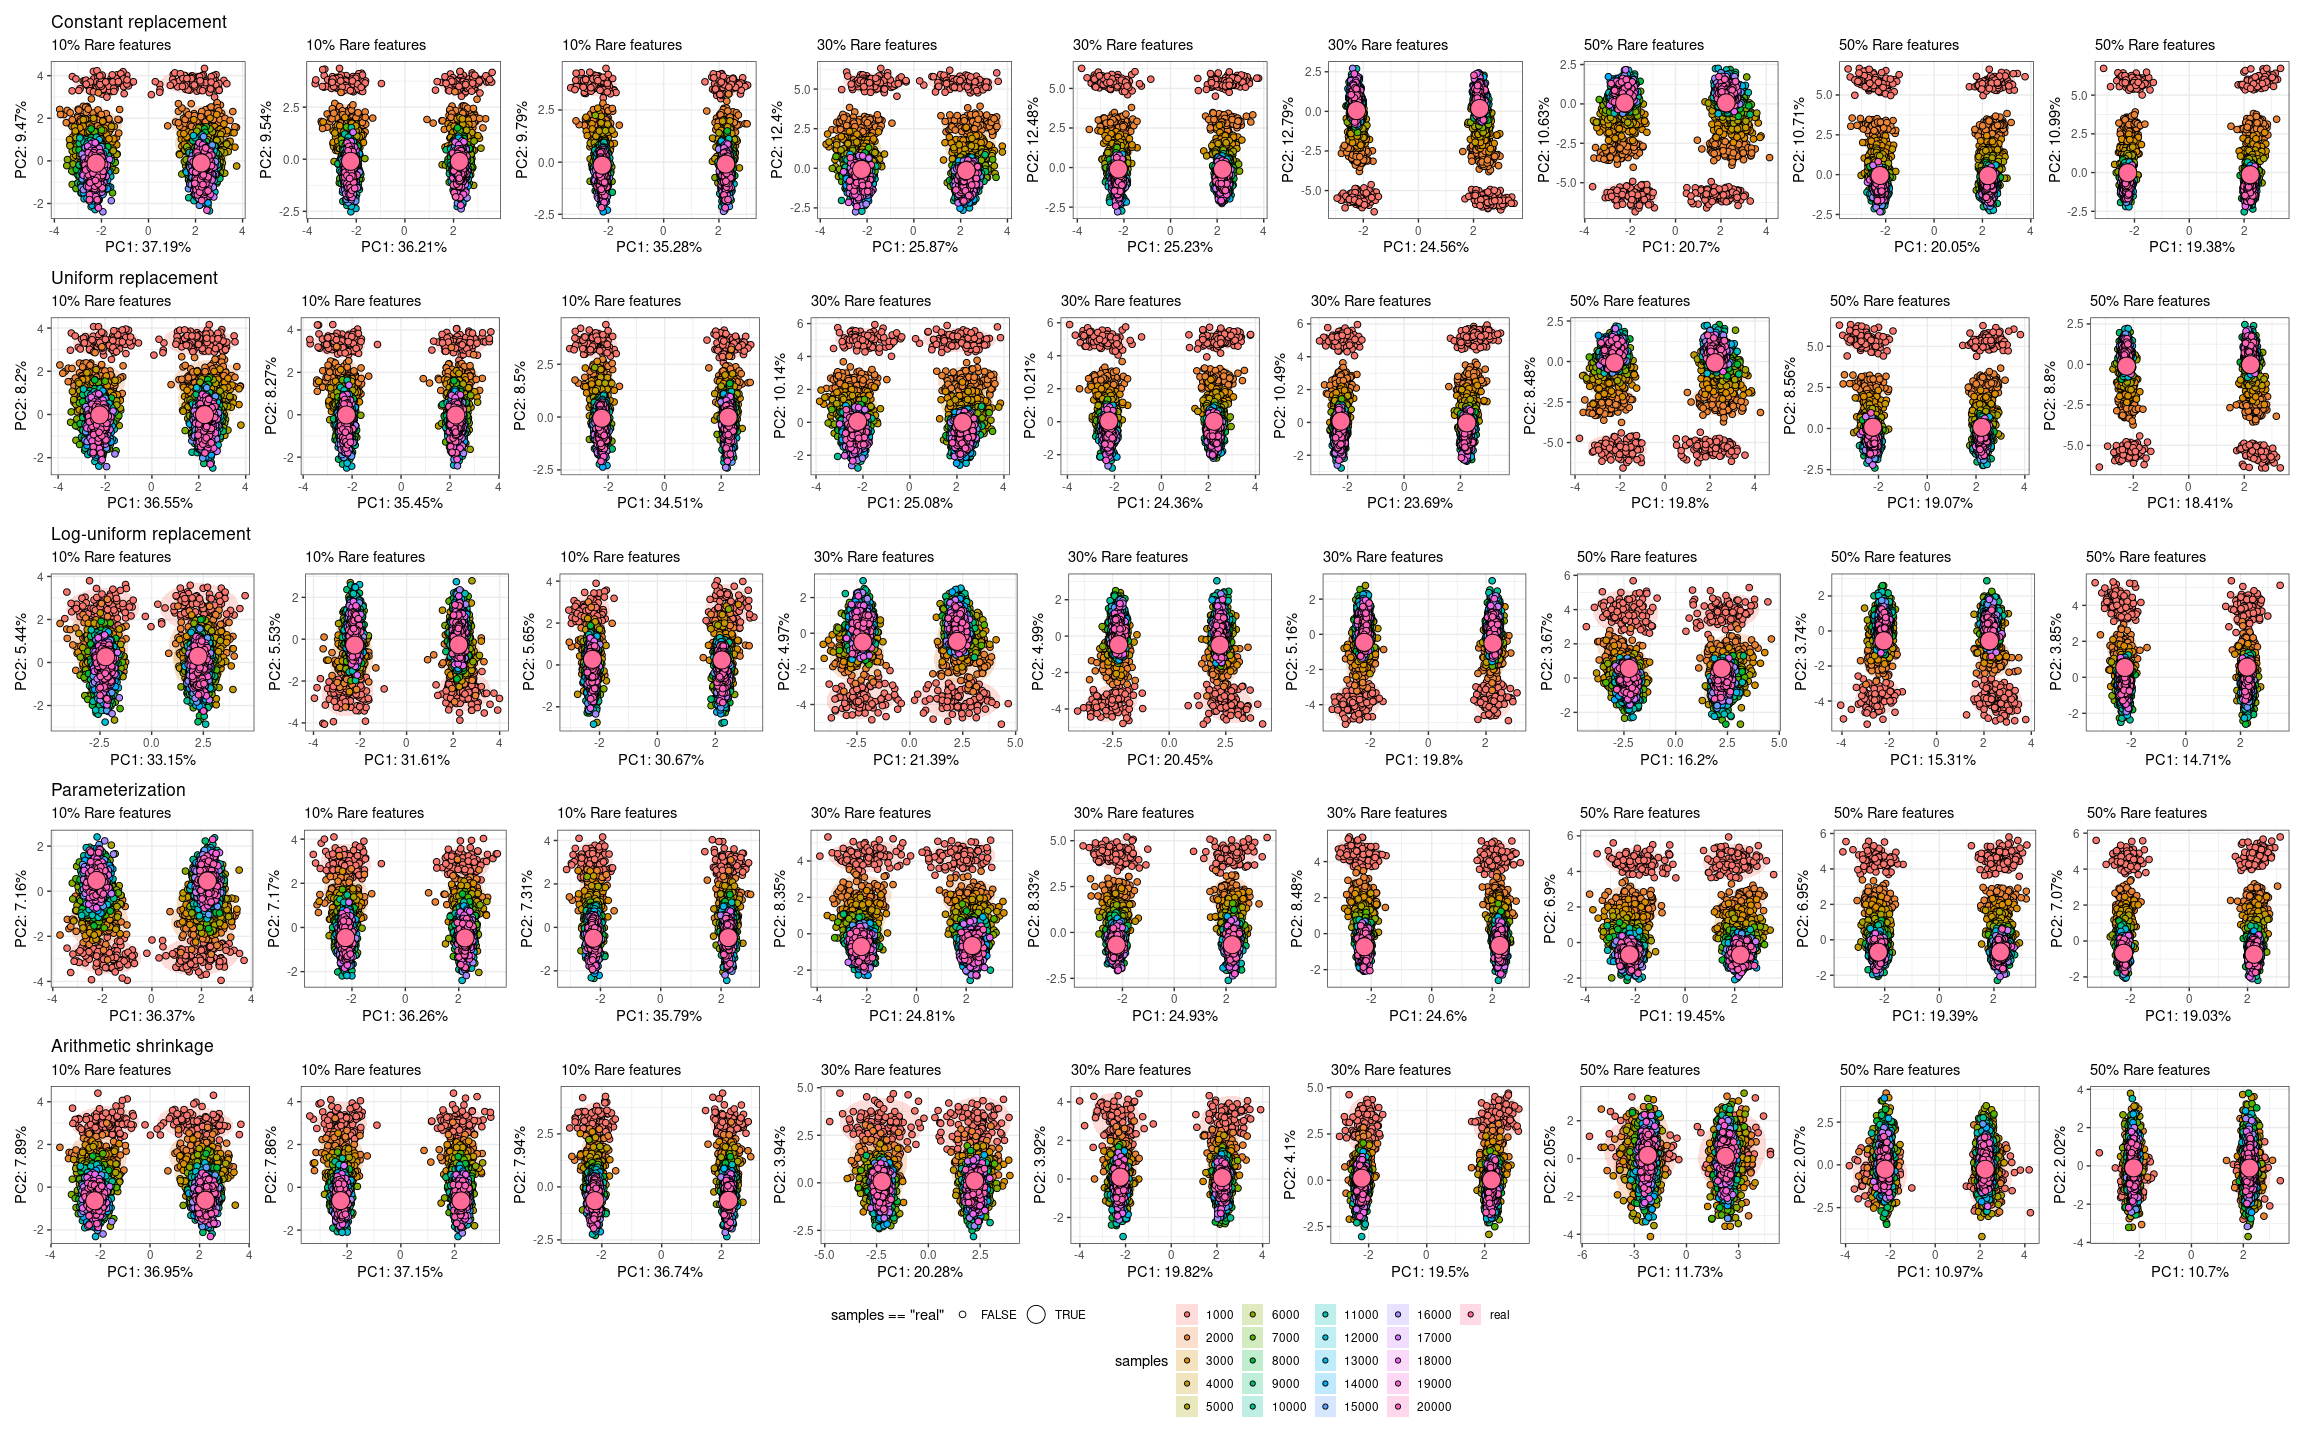 Constant replacement
10% Rare features 10% Rare features 10% Rare features 30% Rare features 30% Rare features 30% Rare features 50% Rare features 50% Rare features 50% Rare features
PC2: 9.47% PC2: 9.54% PC2: 9.79% PC2: 12.4% PC2: 12.48% PC2: 12.79% PC2: 10.63% PC2: 10.71% PC2: 10.99%
PC1: 37.19% PC1: 36.21% PC1: 35.28% PC1: 25.87% PC1: 25.23% PC1: 24.56% PC1: 20.7% PC1: 20.05% PC1: 19.38%
Uniform replacement
10% Rare features 10% Rare features 10% Rare features 30% Rare features 30% Rare features 30% Rare features 50% Rare features 50% Rare features 50% Rare features
PC2: 8.2% PC2: 8.27% PC2: 8.5% PC2: 10.14% PC2: 10.21% PC2: 10.49% PC2: 8.48% PC2: 8.56% PC2: 8.8%
PC1: 36.55% PC1: 35.45% PC1: 34.51% PC1: 25.08% PC1: 24.36% PC1: 23.69% PC1: 19.8% PC1: 19.07% PC1: 18.41%
Log-uniform replacement
10% Rare features 10% Rare features 10% Rare features 30% Rare features 30% Rare features 30% Rare features 50% Rare features 50% Rare features 50% Rare features
PC2: 5.44% PC2: 5.53% PC2: 5.65% PC2: 4.97% PC2: 4.99% PC2: 5.16% PC2: 3.67% PC2: 3.74% PC2: 3.85%
PC1: 33.15% PC1: 31.61% PC1: 30.67% PC1: 21.39% PC1: 20.45% PC1: 19.8% PC1: 16.2% PC1: 15.31% PC1: 14.71%
Parameterization
10% Rare features 10% Rare features 10% Rare features 30% Rare features 30% Rare features 30% Rare features 50% Rare features 50% Rare features 50% Rare features
PC2: 7.16% PC2: 7.17% PC2: 7.31% PC2: 8.35% PC2: 8.33% PC2: 8.48% PC2: 6.9% PC2: 6.95% PC2: 7.07%
PC1: 36.37% PC1: 36.26% PC1: 35.79% PC1: 24.81% PC1: 24.93% PC1: 24.6% PC1: 19.45% PC1: 19.39% PC1: 19.03%
Arithmetic shrinkage
10% Rare features 10% Rare features 10% Rare features 30% Rare features 30% Rare features 30% Rare features 50% Rare features 50% Rare features 50% Rare features
PC2: 7.89% PC2: 7.86% PC2: 7.94% PC2: 3.94% PC2: 3.92% PC2: 4.1% PC2: 2.05% PC2: 2.07% PC2: 2.02%
PC1: 36.95% PC1: 37.15% PC1: 36.74% PC1: 20.28% PC1: 19.82% PC1: 19.5% PC1: 11.73% PC1: 10.97% PC1: 10.7%
samples == "real" FALSE TRUE
samples
1000 6000 11000 16000 real
2000 7000 12000 17000
3000 8000 13000 18000
4000 9000 14000 19000
5000 10000 15000 20000